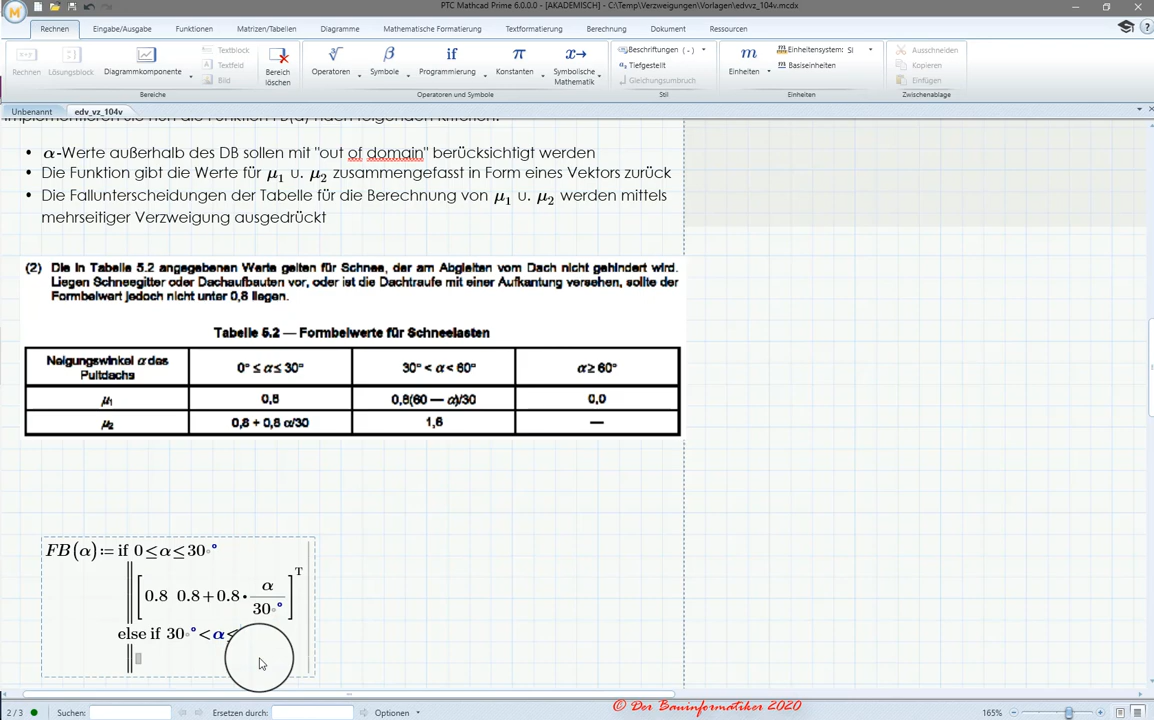 PTC Mathcad Prime 6.0.0.0 - [AKADEMISCH] C:\Temp\Verzweigungen\Vorlagen\edvvz_104v.mcdx
Rechnen Eingabe/Ausgabe Funktionen Matrizen/Tabellen Diagramme Mathematische Formatierung Textformatierung Berechnung Dokument Ressourcen
Rechnen Lösungsblock Diagrammkomponente Textblock Textfeld Bild Bereich löschen
Operatoren Symbole Programmierung Konstanten Symbolische Mathematik
Beschriftungen ( - ) Tiefgestellt Gleichungsumbruch
Einheiten Einheitensystem: SI Basiseinheiten
Ausschneiden Kopieren Einfügen
Bereiche Operatoren und Symbole Stil Einheiten Zwischenablage
Unbenannt edv_vz_104v
Implementieren Sie nun die Funktion FB(α) nach folgenden Kriterien:
• α-Werte außerhalb des DB sollen mit "out of domain" berücksichtigt werden
• Die Funktion gibt die Werte für μ₁ u. μ₂ zusammengefasst in Form eines Vektors zurück
• Die Fallunterscheidungen der Tabelle für die Berechnung von μ₁ u. μ₂ werden mittels
mehrseitiger Verzweigung ausgedrückt
(2) Die in Tabelle 5.2 angegebenen Werte gelten für Schnee, der am Abgleiten vom Dach nicht gehindert wird.
Liegen Schneegitter oder Dachaufbauten vor, oder ist die Dachtraufe mit einer Aufkantung versehen, sollte der
Formbeiwert jedoch nicht unter 0,8 liegen.
Tabelle 5.2 — Formbeiwerte für Schneelasten
Neigungswinkel α des Pultdachs 0° ≤ α ≤ 30° 30° < α < 60° α ≥ 60°
μ₁ 0,8 0,8(60 — α)/30 0,0
μ₂ 0,8 + 0,8 α/30 1,6 —
FB(α):= if 0≤α≤30·°
[0.8 0.8+0.8·α/30·°]ᵀ
else if 30·°<α≤
2 / 3 Suchen: Ersetzen durch: Optionen 165%
© Der Bauinformatiker 2020